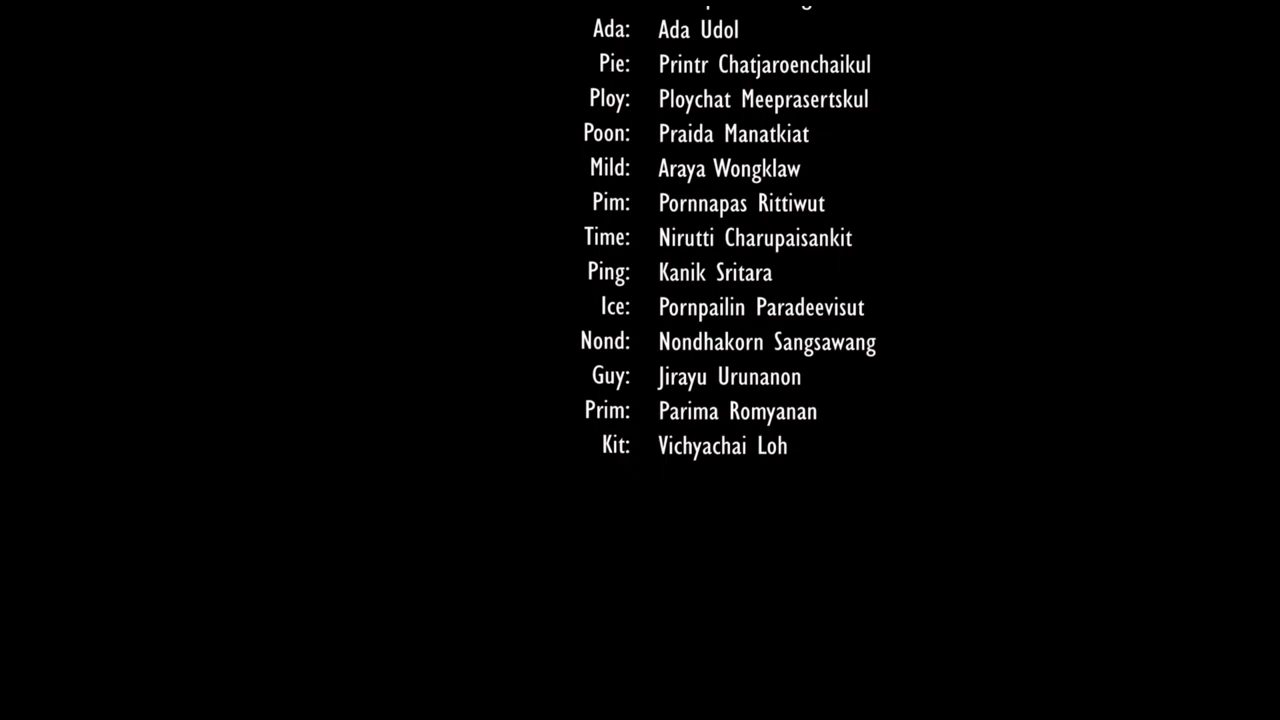 Ada: Ada Udol
Pie: Printr Chatjaroenchaikul
Ploy: Ploychat Meeprasertskul
Poon: Praida Manatkiat
Mild: Araya Wongklaw
Pim: Pornnapas Rittiwut
Time: Nirutti Charupaisankit
Ping: Kanik Sritara
Ice: Pornpailin Paradeevisut
Nond: Nondhakorn Sangsawang
Guy: Jirayu Urunanon
Prim: Parima Romyanan
Kit: Vichyachai Loh